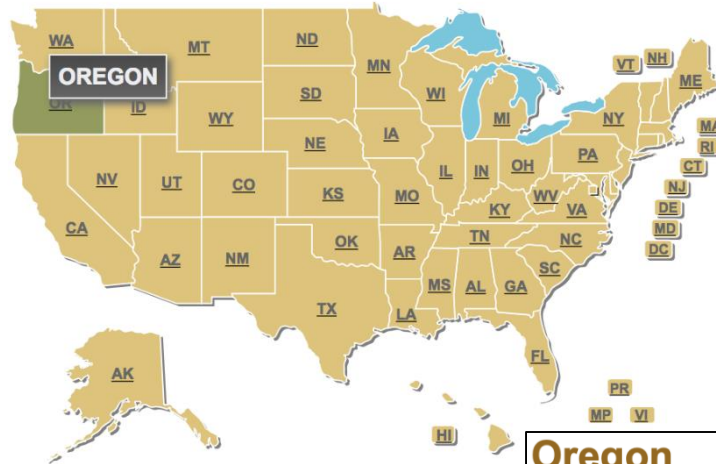 WA
MT
ND
MN
VT
NH
ME
OREGON
OR
ID
SD
WI
MI
NY
WY
MA
IA
RI
NE
PA
CT
NV
UT
CO
IL
IN
OH
NJ
KS
MO
WV
VA
DE
KY
MD
CA
AZ
NM
OK
AR
TN
NC
DC
SC
MS
AL
GA
TX
LA
FL
AK
PR
MP
VI
HI
Oregon